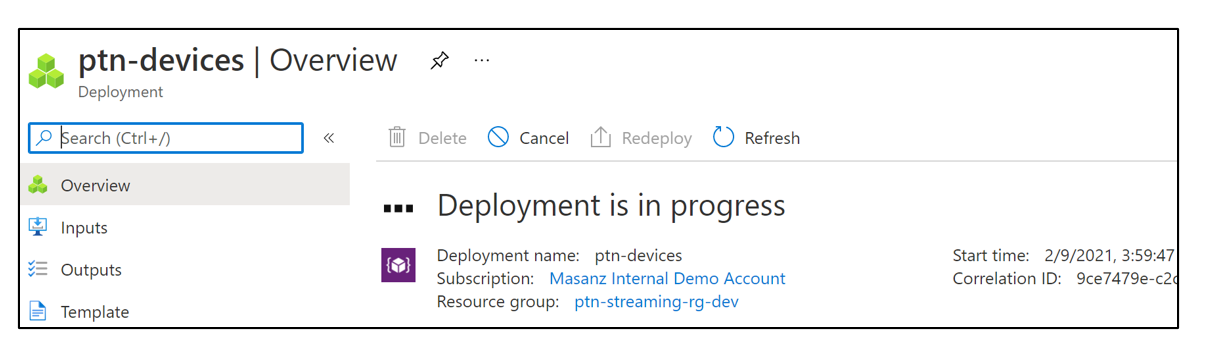 ptn-devices | Overview ...
Deployment
Search (Ctrl+/) «
Delete Cancel Redeploy Refresh
Overview
Inputs
Outputs
Template
Deployment is in progress
Deployment name: ptn-devices
Subscription: Masanz Internal Demo Account
Resource group: ptn-streaming-rg-dev
Start time: 2/9/2021, 3:59:47
Correlation ID: 9ce7479e-c2c